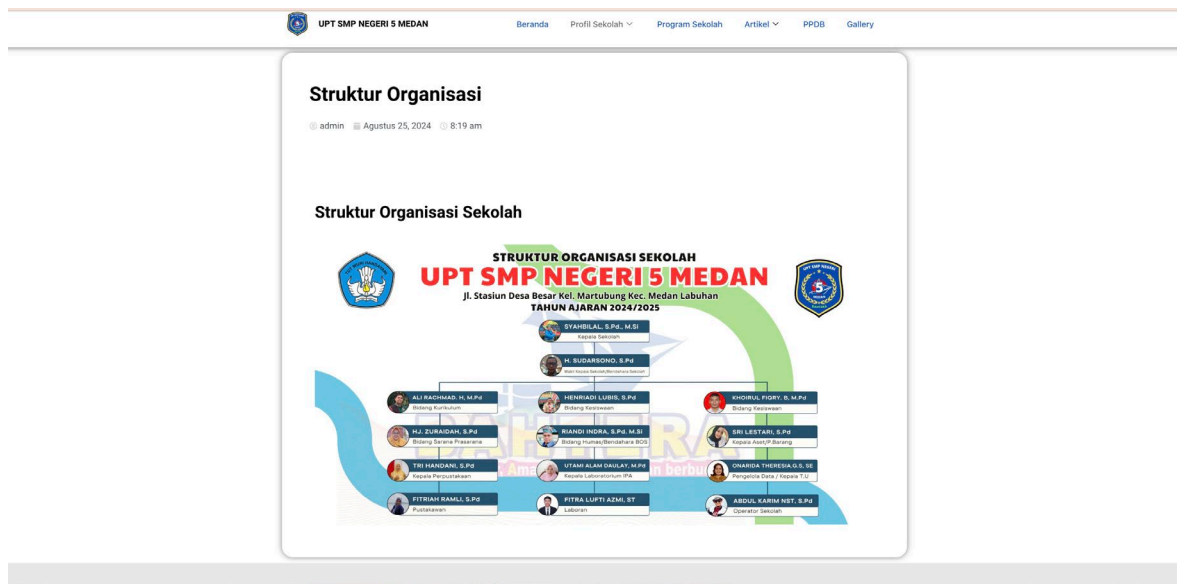 UPT SMP NEGERI 5 MEDAN
Beranda Profil Sekolah Program Sekolah Artikel PPDB Gallery
Struktur Organisasi
admin Agustus 25, 2024 8:19 am
Struktur Organisasi Sekolah
STRUKTUR ORGANISASI SEKOLAH
UPT SMP NEGERI 5 MEDAN
Jl. Stasiun Desa Besar Kel. Martubung Kec. Medan Labuhan
TAHUN AJARAN 2024/2025
SYAHBILAL, S.Pd., M.Si
Kepala Sekolah
H. SUDARSONO, S.Pd
Wakil Kepala Sekolah/Bendahara Sekolah
ALI RACHMAD. H, M.Pd
Bidang Kurikulum
HENRIADI LUBIS, S.Pd
Bidang Kesiswaan
KHOIRUL FIQRY. B, M.Pd
Bidang Kesiswaan
HJ. ZURAIDAH, S.Pd
Bidang Sarana Prasarana
RIANDI INDRA, S.Pd. M.Si
Bidang Humas/Bendahara BOS
SRI LESTARI, S.Pd
Kepala Aset/P.Barang
TRI HANDANI, S.Pd
Kepala Perpustakaan
UTAMI ALAM DAULAY, M.Pd
Kepala Laboratorium IPA
ONARIDA THERESIA.G.S, SE
Pengelola Data / Kepala T.U
FITRIAH RAMLI, S.Pd
Pustakawan
FITRA LUFTI AZMI, ST
Laboran
ABDUL KARIM NST, S.Pd
Operator Sekolah
BAHTERA